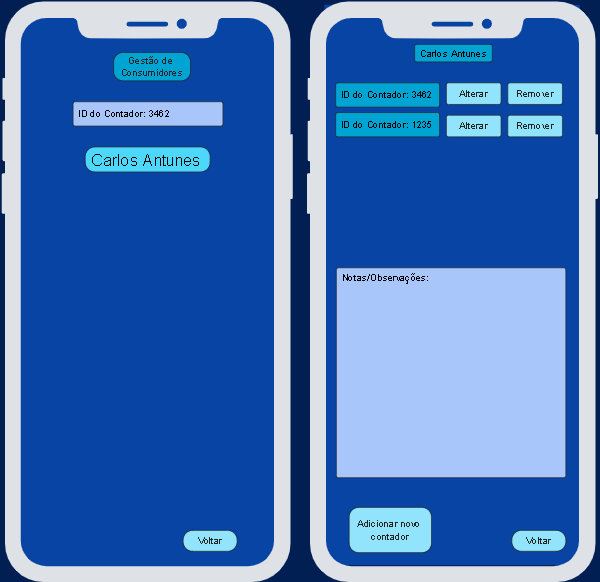 Gestão de
Consumidores
ID do Contador: 3462
Carlos Antunes
Voltar
Carlos Antunes
ID do Contador: 3462 Alterar Remover
ID do Contador: 1235 Alterar Remover
Notas/Observações:
Adicionar novo
contador
Voltar